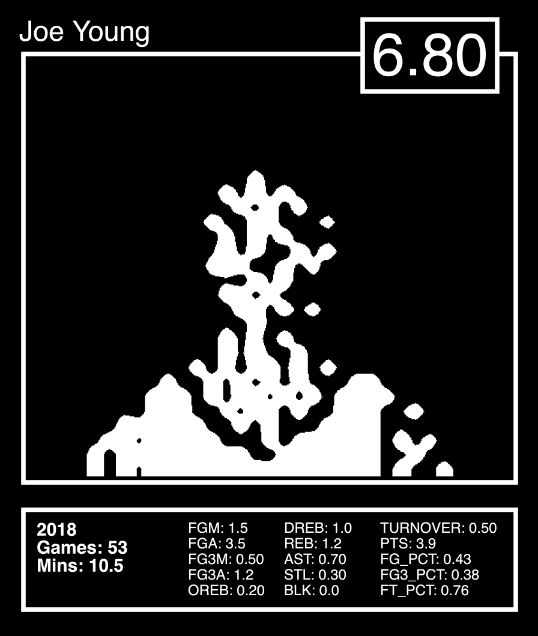 Joe Young
6.80
2018
Games: 53
Mins: 10.5
FGM: 1.5
FGA: 3.5
FG3M: 0.50
FG3A: 1.2
OREB: 0.20
DREB: 1.0
REB: 1.2
AST: 0.70
STL: 0.30
BLK: 0.0
TURNOVER: 0.50
PTS: 3.9
FG_PCT: 0.43
FG3_PCT: 0.38
FT_PCT: 0.76